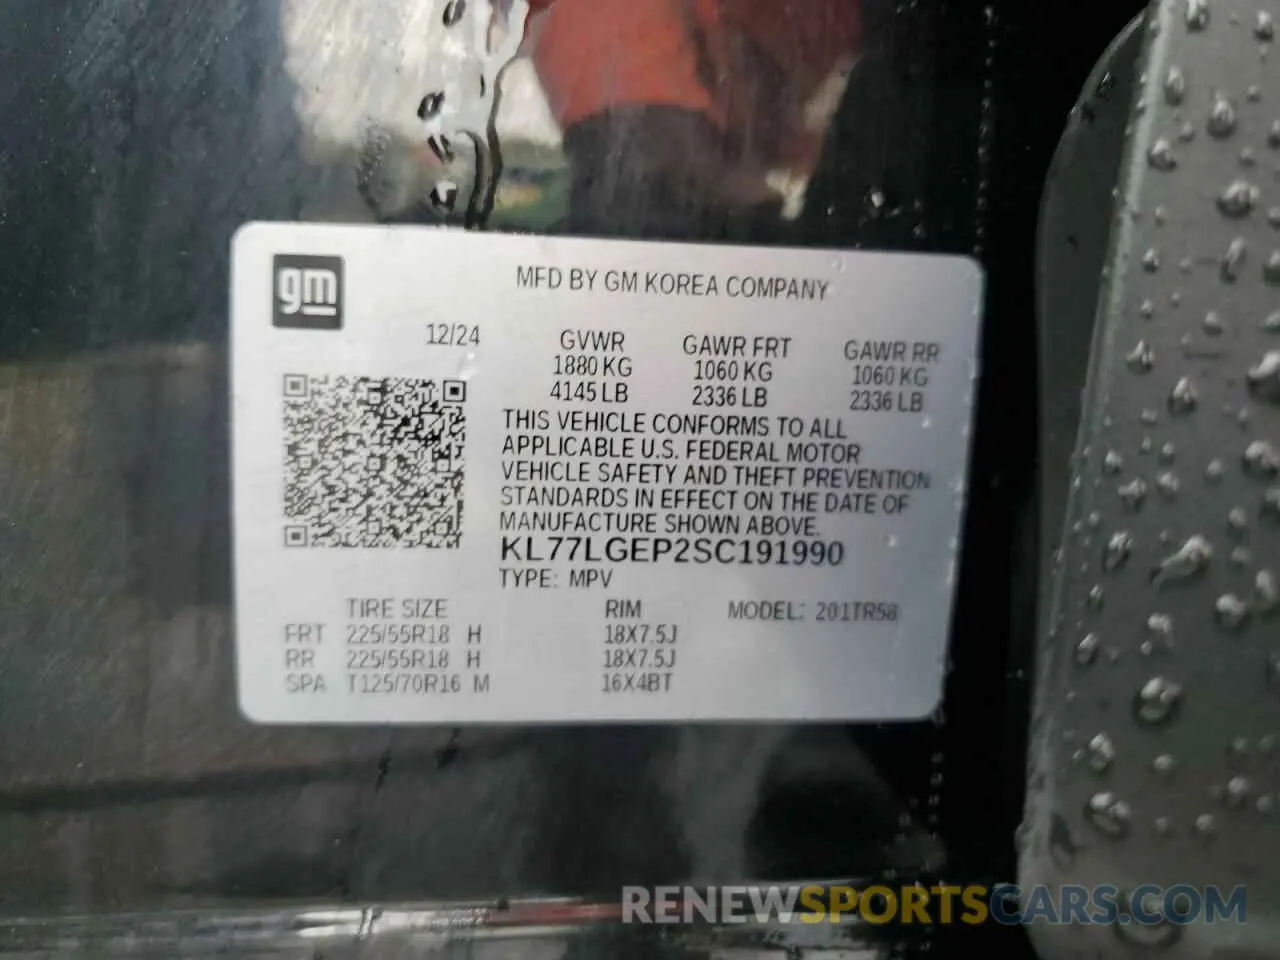 gm
MFD BY GM KOREA COMPANY
12/24
GVWR GAWR FRT GAWR RR
1880 KG 1060 KG 1060 KG
4145 LB 2336 LB 2336 LB
THIS VEHICLE CONFORMS TO ALL
APPLICABLE U.S. FEDERAL MOTOR
VEHICLE SAFETY AND THEFT PREVENTION
STANDARDS IN EFFECT ON THE DATE OF
MANUFACTURE SHOWN ABOVE.
KL77LGEP2SC191990
TYPE: MPV
TIRE SIZE RIM MODEL: 201TR58
FRT 225/55R18 H 18X7.5J
RR 225/55R18 H 18X7.5J
SPA T125/70R16 M 16X4BT
RENEWSPORTSCARS.COM